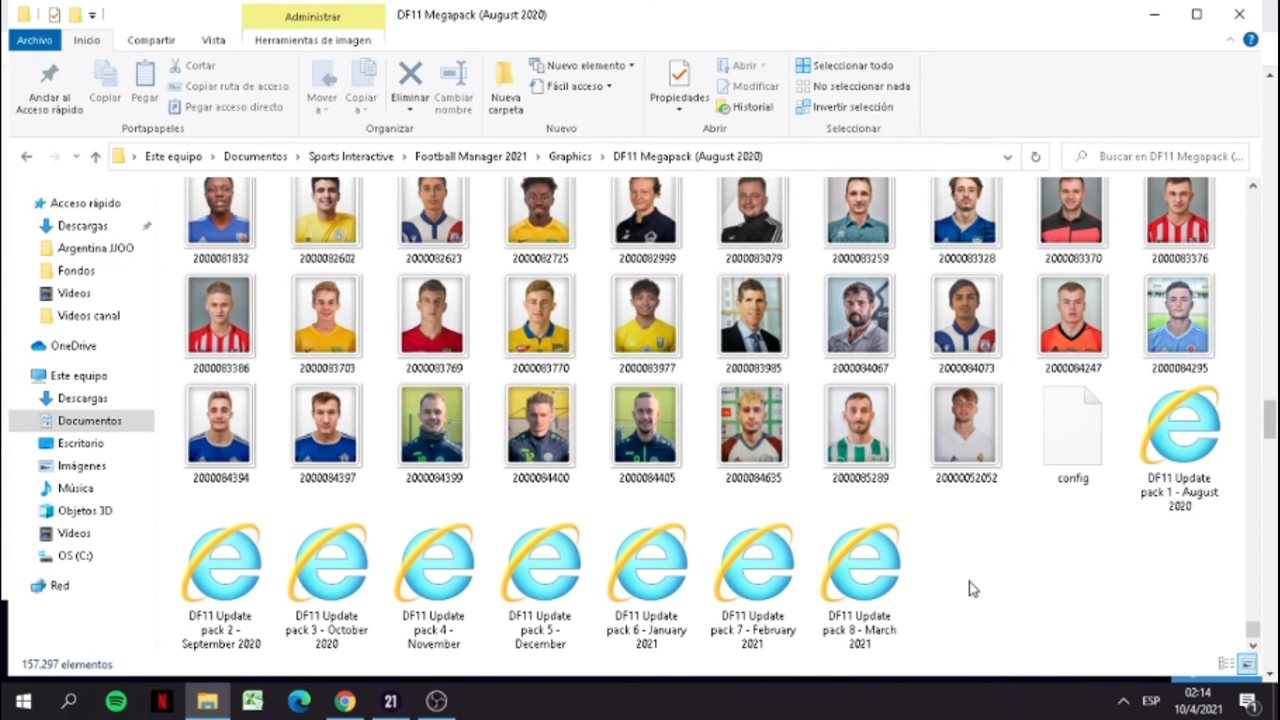 Administrar
DF11 Megapack (August 2020)
Archivo
Inicio
Compartir
Vista
Herramientas de imagen
Anclar al
Acceso rápido
Copiar
Pegar
Cortar
Copiar ruta de acceso
Pegar acceso directo
Portapapeles
Mover
a
Copiar
a
Eliminar
Cambiar
nombre
Organizar
Nueva
carpeta
Nuevo elemento
Fácil acceso
Nuevo
Propiedades
Abrir
Modificar
Historial
Abrir
Seleccionar todo
No seleccionar nada
Invertir selección
Seleccionar
Este equipo > Documentos > Sports Interactive > Football Manager 2021 > Graphics > DF11 Megapack (August 2020)
Buscar en DF11 Megapack (...
Acceso rápido
Descargas
Argentina JJOO
Fondos
Vídeos
Videos canal
OneDrive
Este equipo
Descargas
Documentos
Escritorio
Imágenes
Música
Objetos 3D
Vídeos
OS (C:)
Red
2000081832 2000082602 2000082623 2000082725 2000082999 2000083079 2000083259 2000083328 2000083370 2000083376
2000083386 2000083703 2000083769 2000083770 2000083977 2000083985 2000084067 2000084073 2000084247 2000084295
2000084394 2000084397 2000084399 2000084400 2000084405 2000084635 2000085289 20000052052 config DF11 Update
pack 1 - August
2020
DF11 Update
pack 2 -
September 2020
DF11 Update
pack 3 - October
2020
DF11 Update
pack 4 -
November
DF11 Update
pack 5 -
December
DF11 Update
pack 6 - January
2021
DF11 Update
pack 7 - February
2021
DF11 Update
pack 8 - March
2021
157.297 elementos
21
ESP
02:14
10/4/2021
1